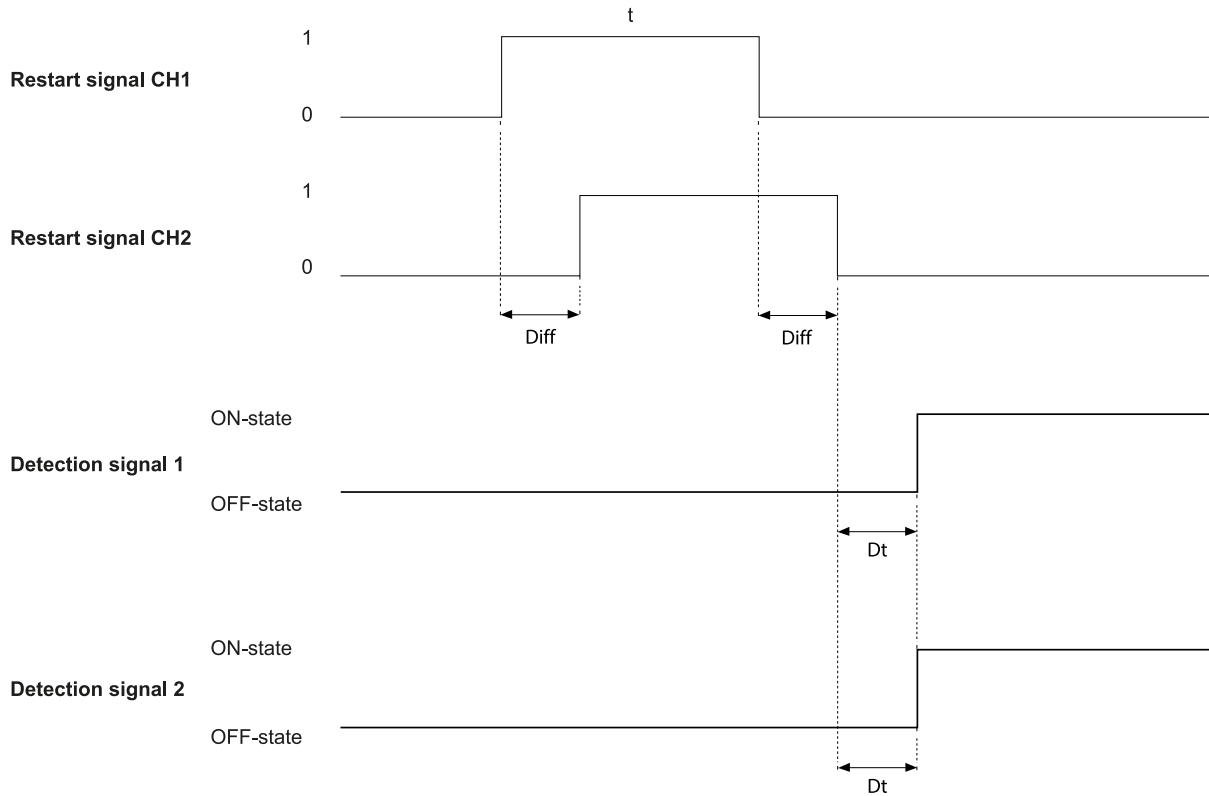 t
1
Restart signal CH1
0
1
Restart signal CH2
0
Diff Diff
ON-state
Detection signal 1
OFF-state
Dt
ON-state
Detection signal 2
OFF-state
Dt